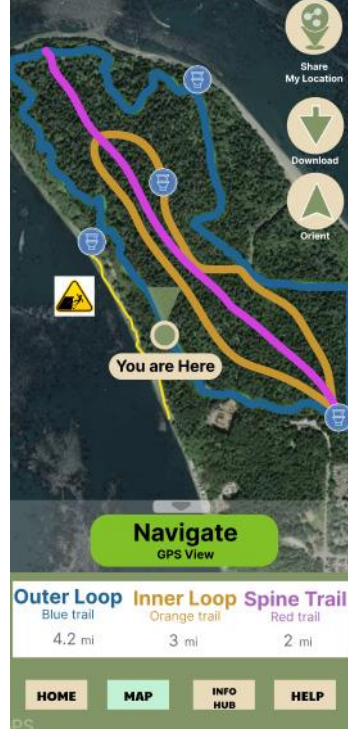 Share
My Location
Download
Orient
You are Here
Navigate
GPS View
Outer Loop
Blue trail
4.2 mi
Inner Loop
Orange trail
3 mi
Spine Trail
Red trail
2 mi
HOME
MAP
INFO
HUB
HELP
PS